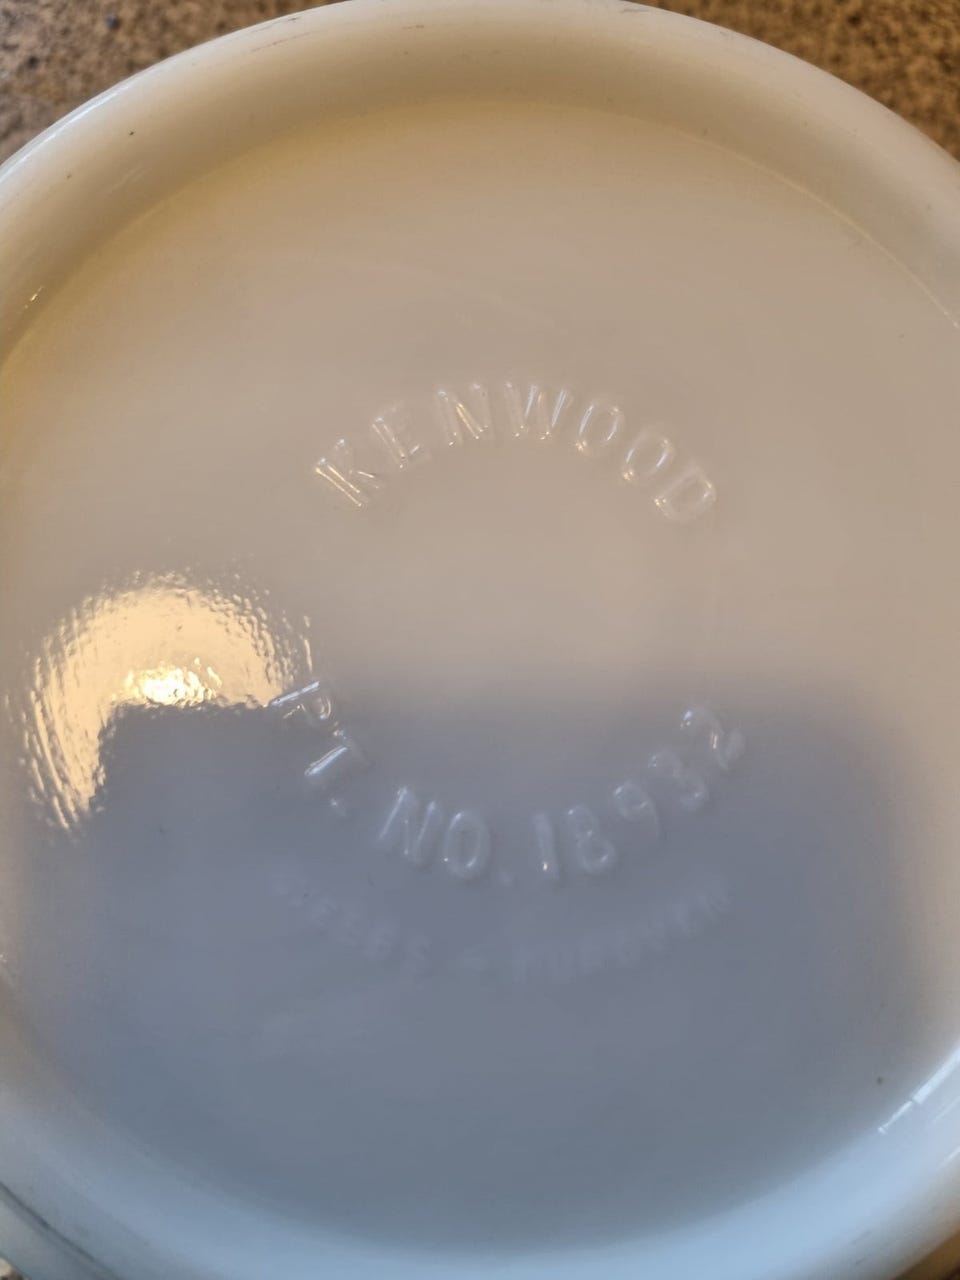 KENWOOD
PT. NO. 18932